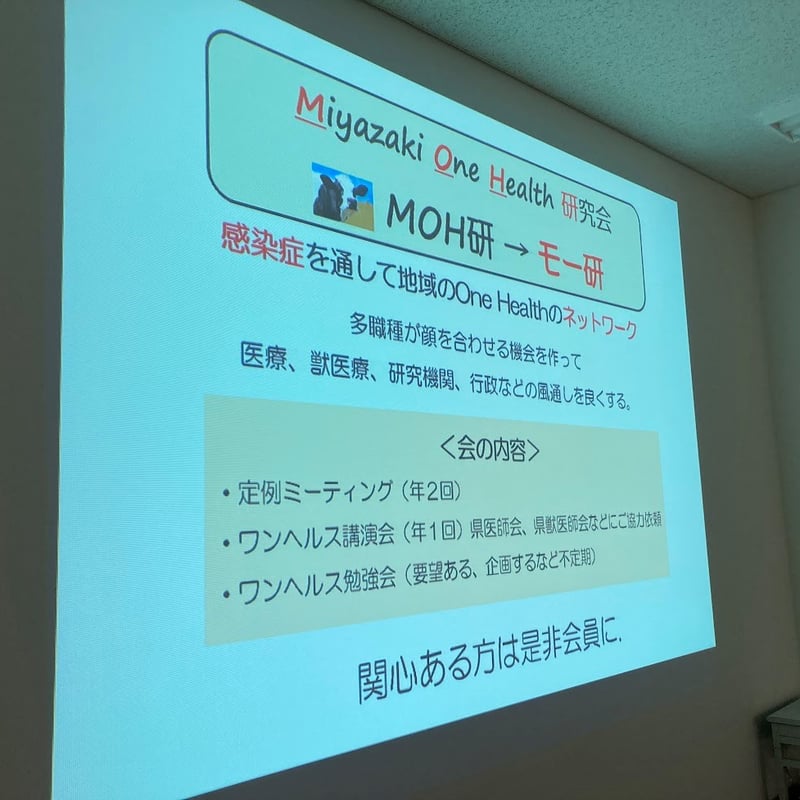 Miyazaki One Health 研究会
MOH研 → モー研
感染症を通して地域のOne Healthのネットワーク
多職種が顔を合わせる機会を作って
医療、獣医療、研究機関、行政などの風通しを良くする。
＜会の内容＞
・定例ミーティング（年２回）
・ワンヘルス講演会（年１回）県医師会、県獣医師会などにご協力依頼
・ワンヘルス勉強会（要望ある、企画するなど不定期）
関心ある方は是非会員に．